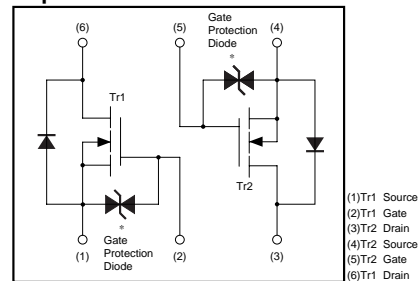 (6)
(5)
Gate
Protection
Diode
(4)
*
Tr1
Tr2
*
(1)
Gate
Protection
Diode
(2)
(3)
(1)Tr1 Source
(2)Tr1 Gate
(3)Tr2 Drain
(4)Tr2 Source
(5)Tr2 Gate
(6)Tr1 Drain